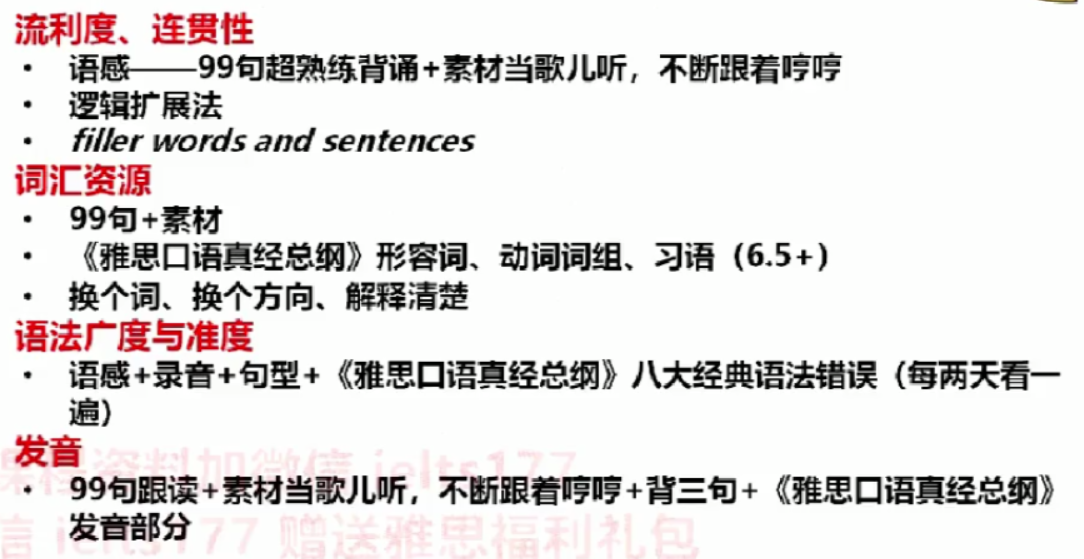 流利度、连贯性
• 语感——99句超熟练背诵+素材当歌儿听，不断跟着哼哼
• 逻辑扩展法
• filler words and sentences
词汇资源
• 99句+素材
• 《雅思口语真经总纲》形容词、动词词组、习语（6.5+）
• 换个词、换个方向、解释清楚
语法广度与准度
• 语感+录音+句型+《雅思口语真经总纲》八大经典语法错误（每两天看一
遍）
发音
课程资料加微信 ielts177
• 99句跟读+素材当歌儿听，不断跟着哼哼+背三句+《雅思口语真经总纲》
发音部分
信 ielts177 赠送雅思福利礼包